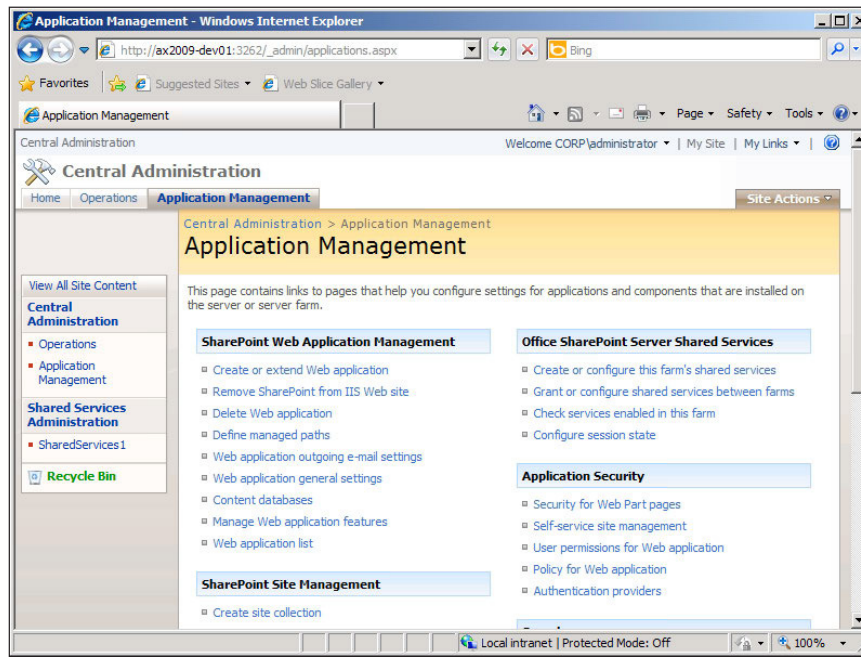 Application Management - Windows Internet Explorer
http://ax2009-dev01:3262/_admin/applications.aspx
Bing
Favorites
Suggested Sites
Web Slice Gallery
Application Management
Page
Safety
Tools
Central Administration
Welcome CORP\administrator
| My Site | My Links |
Central Administration
Home
Operations
Application Management
Site Actions
Central Administration > Application Management
Application Management
This page contains links to pages that help you configure settings for applications and components that are installed on
the server or server farm.
View All Site Content
Central
Administration
Operations
Application
Management
Shared Services
Administration
SharedServices1
Recycle Bin
SharePoint Web Application Management
Create or extend Web application
Remove SharePoint from IIS Web site
Delete Web application
Define managed paths
Web application outgoing e-mail settings
Web application general settings
Content databases
Manage Web application features
Web application list
SharePoint Site Management
Create site collection
Office SharePoint Server Shared Services
Create or configure this farm's shared services
Grant or configure shared services between farms
Check services enabled in this farm
Configure session state
Application Security
Security for Web Part pages
Self-service site management
User permissions for Web application
Policy for Web application
Authentication providers
Local intranet | Protected Mode: Off
100%